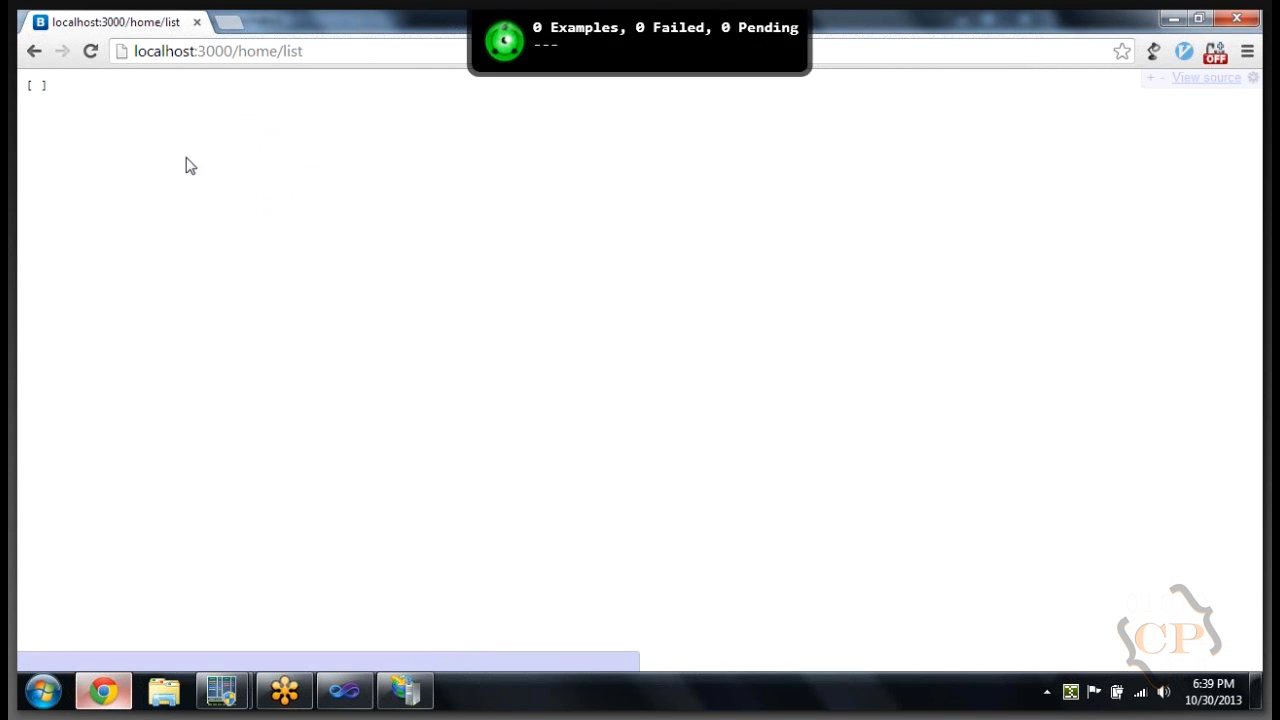 localhost:3000/home/list
0 Examples, 0 Failed, 0 Pending
---
localhost:3000/home/list
OFF
[ ]
+ - View source
CP
6:39 PM
10/30/2013